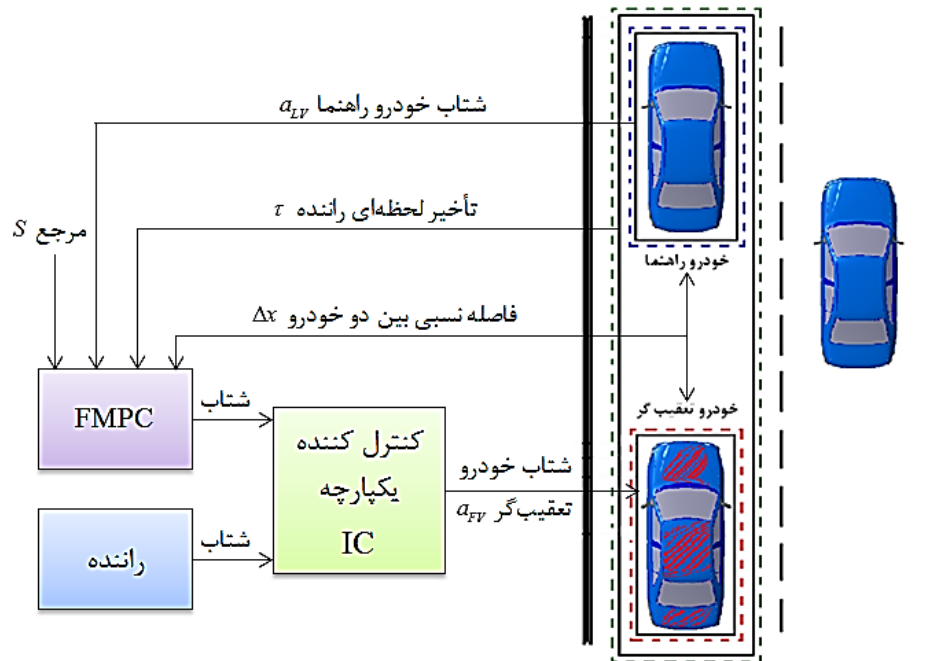 شتاب خودرو راهنما a_LV
تأخیر لحظه‌ای راننده τ
مرجع S
خودرو راهنما
فاصله نسبی بین دو خودرو Δx
FMPC
شتاب
خودرو تعقیب گر
کنترل کننده
یکپارچه
IC
شتاب خودرو
تعقیب‌گر a_FV
راننده
شتاب